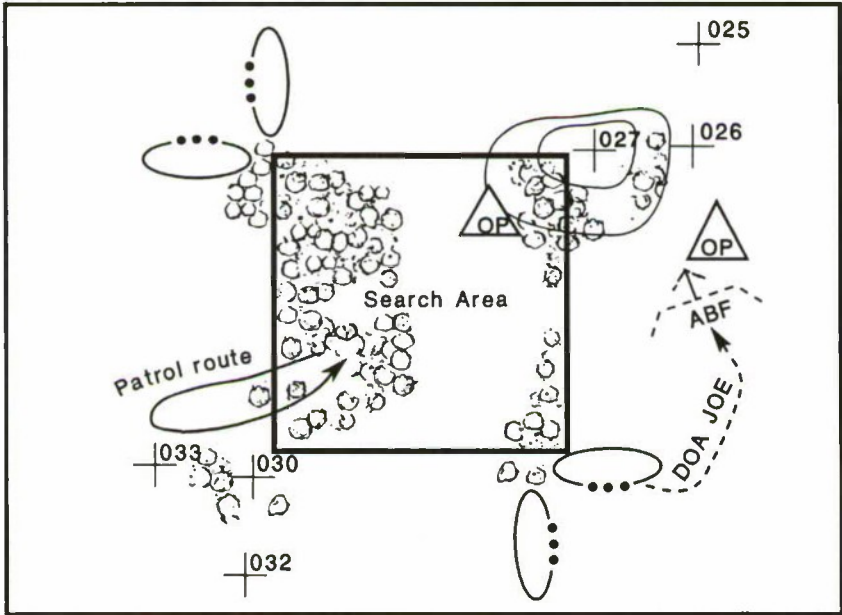 025
027
026
OP
OP
Search Area
ABF
Patrol route
DOA JOE
033
030
032